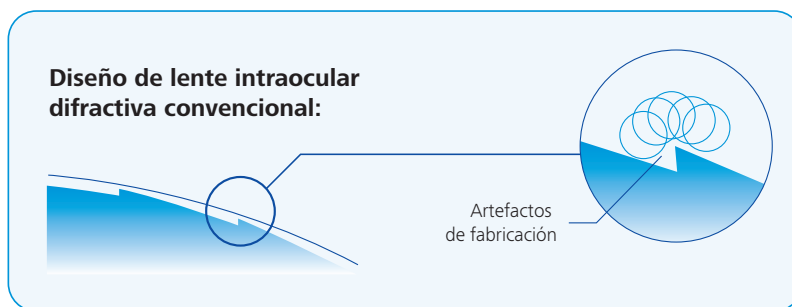 Diseño de lente intraocular
difractiva convencional:
Artefactos
de fabricación